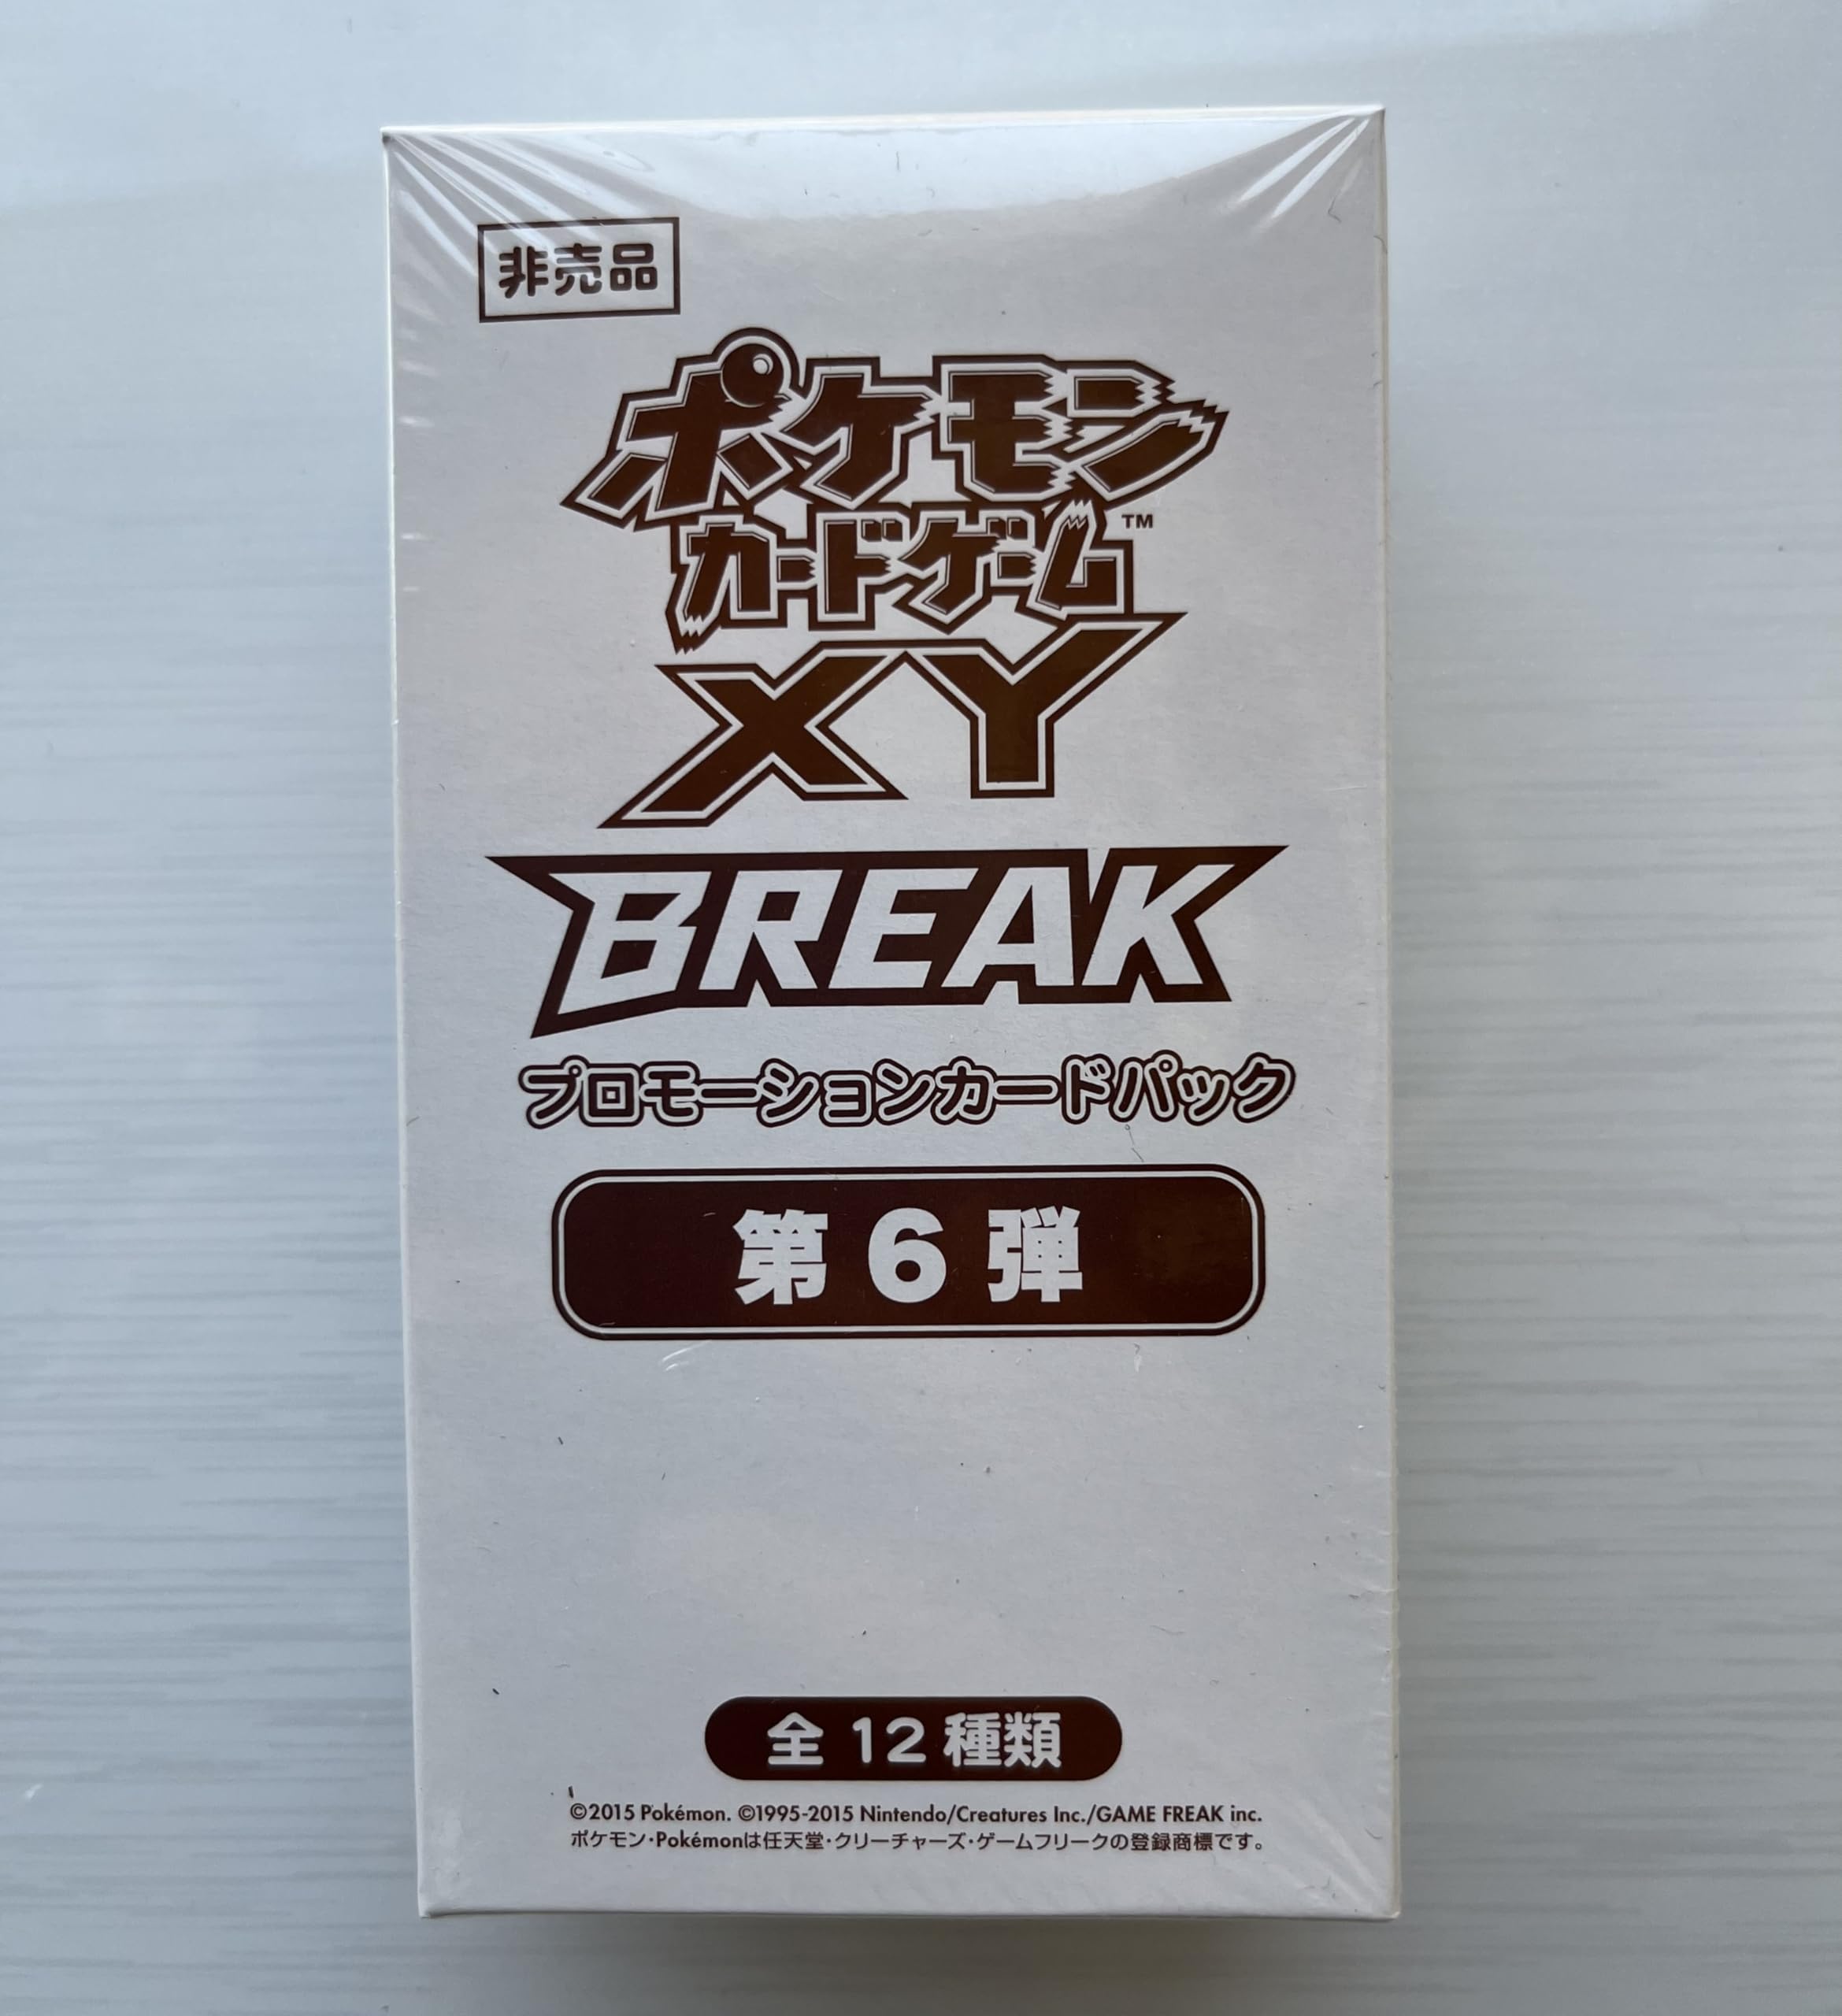 非売品
ポケモン
カードゲーム™
XY
BREAK
プロモーションカードパック
第6弾
全12種類
©2015 Pokémon. ©1995-2015 Nintendo/Creatures Inc./GAME FREAK inc.
ポケモン・Pokémonは任天堂・クリーチャーズ・ゲームフリークの登録商標です。